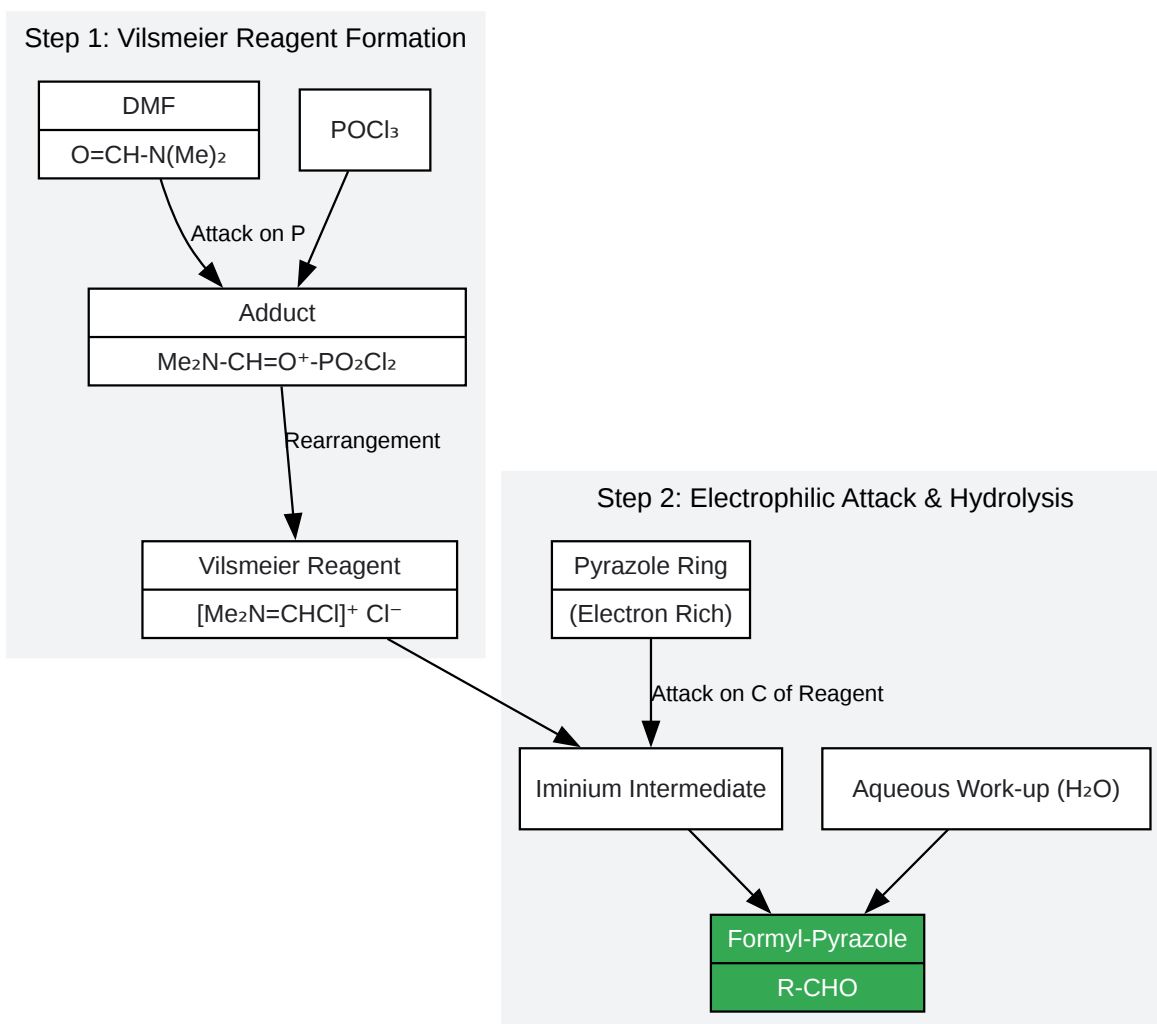 Step 1: Vilsmeier Reagent Formation
DMF
O=CH-N(Me)₂
POCl₃
Attack on P
Adduct
Me₂N-CH=O⁺-PO₂Cl₂
Rearrangement
Vilsmeier Reagent
[Me₂N=CHCl]⁺ Cl⁻
Step 2: Electrophilic Attack & Hydrolysis
Pyrazole Ring
(Electron Rich)
Attack on C of Reagent
Iminium Intermediate
Aqueous Work-up (H₂O)
Formyl-Pyrazole
R-CHO